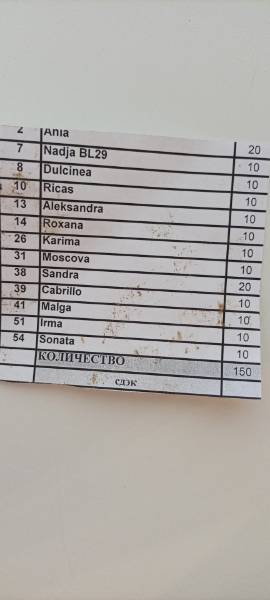 2 Ania 20
7 Nadja BL29 10
8 Dulcinea 10
10 Ricas 10
13 Aleksandra 10
14 Roxana 10
26 Karima 10
31 Moscova 10
38 Sandra 20
39 Cabrillo 10
41 Malga 10
51 Irma 10
54 Sonata 10
КОЛИЧЕСТВО 150
сдэк